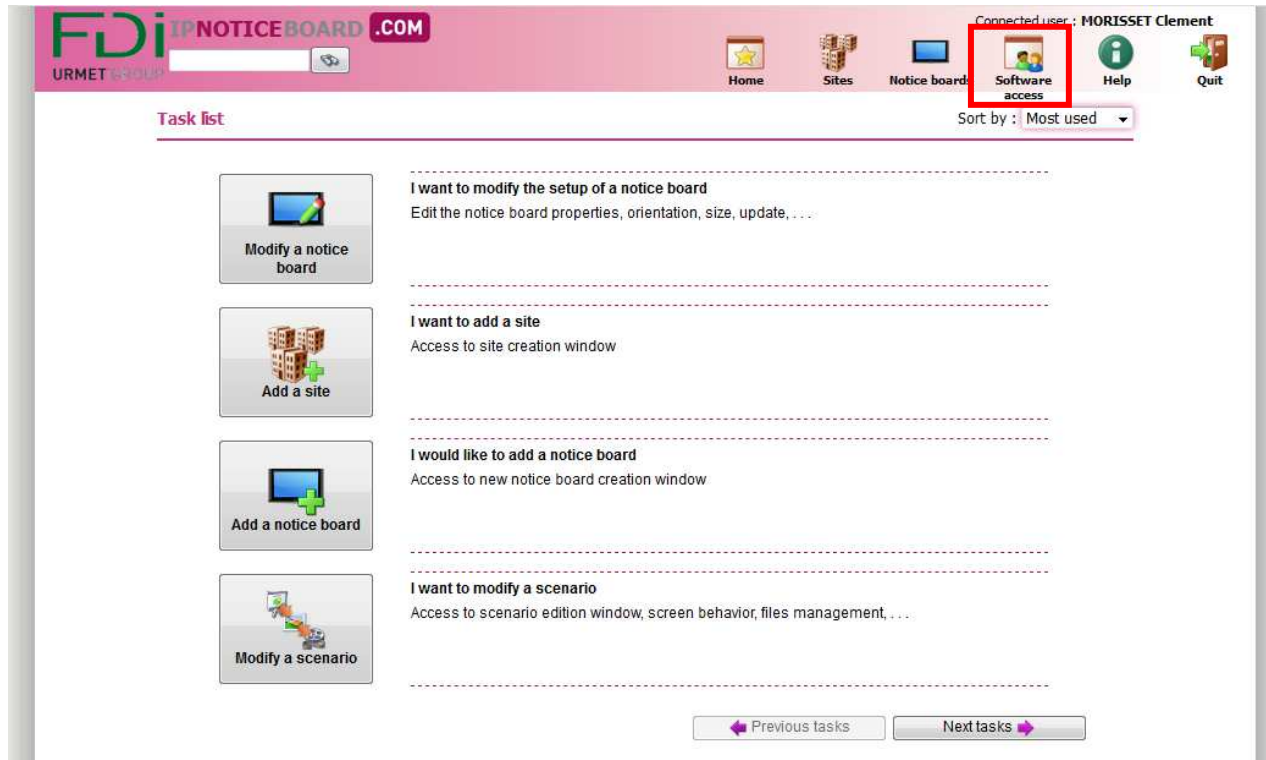 FDi IPNOTICEBOARD .COM
URMET GROUP
Connected user : MORISSET Clement
Home
Sites
Notice boards
Software access
Help
Quit
Task list
Sort by : Most used
Modify a notice
board
I want to modify the setup of a notice board
Edit the notice board properties, orientation, size, update, . . .
Add a site
I want to add a site
Access to site creation window
Add a notice board
I would like to add a notice board
Access to new notice board creation window
Modify a scenario
I want to modify a scenario
Access to scenario edition window, screen behavior, files management, . . .
Previous tasks
Next tasks